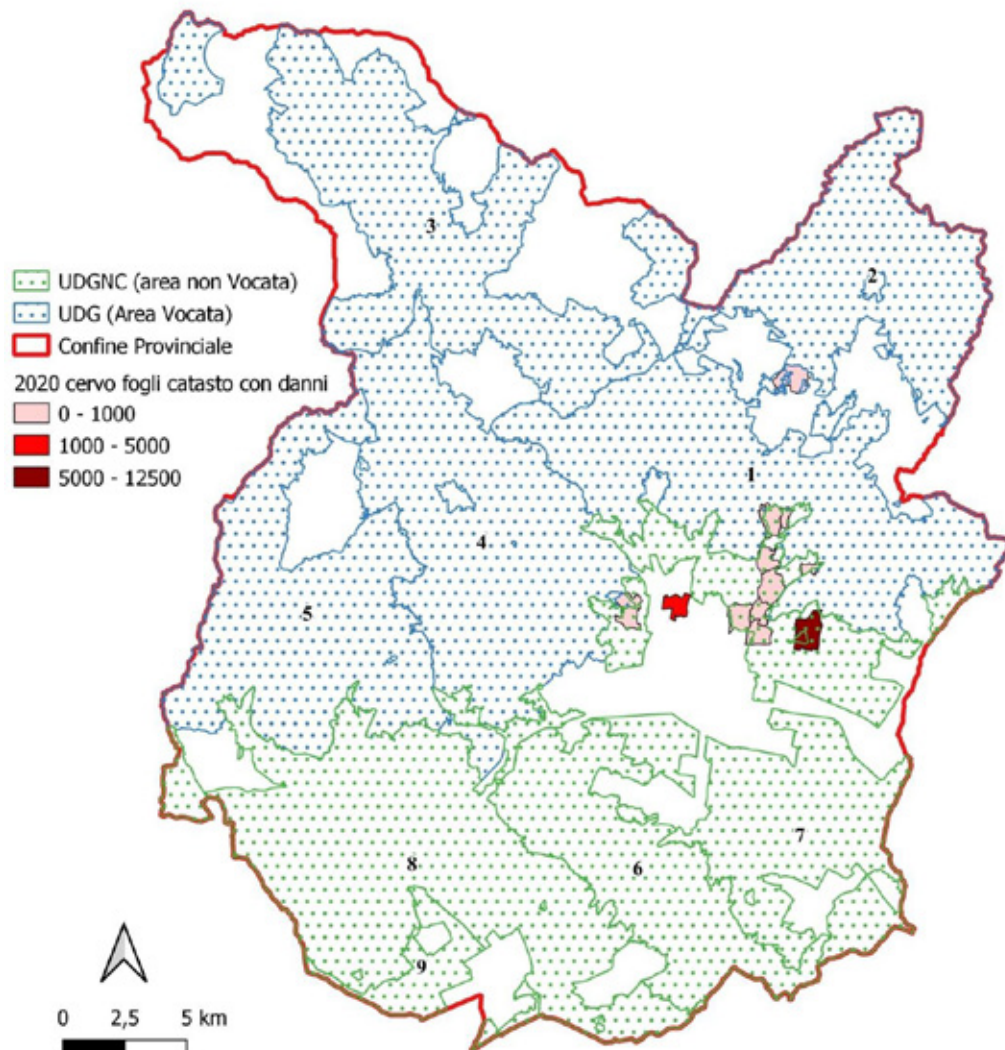 3
2
UDGNC (area non Vocata)
UDG (Area Vocata)
Confine Provinciale
2020 cervo fogli catasto con danni
0 - 1000
1000 - 5000
5000 - 12500
1
4
5
7
8
6
9
0 2,5 5 km